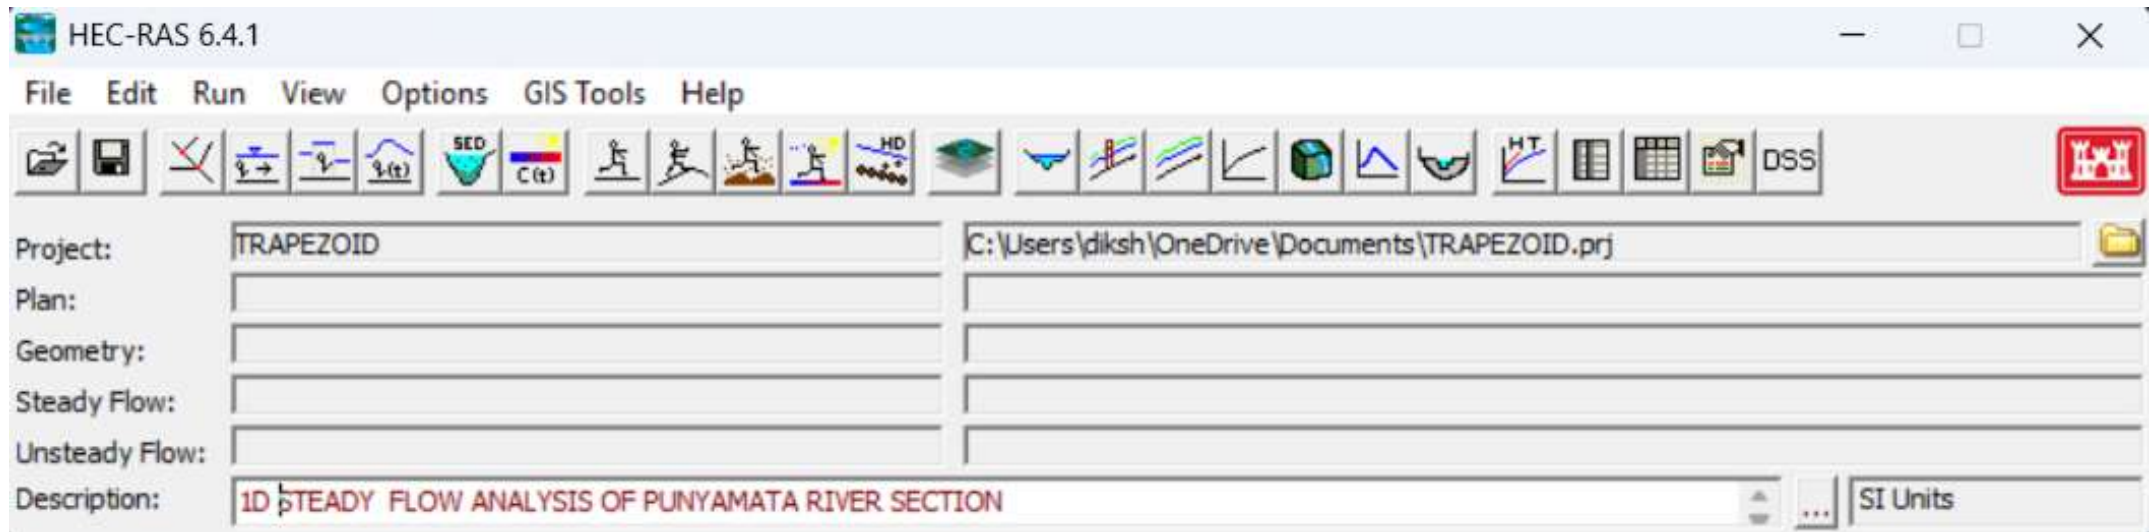 HEC-RAS 6.4.1
File Edit Run View Options GIS Tools Help
SED C(t) HD HT DSS
Project: TRAPEZOID C:\Users\diksh\OneDrive\Documents\TRAPEZOID.prj
Plan:
Geometry:
Steady Flow:
Unsteady Flow:
Description: 1D STEADY  FLOW ANALYSIS OF PUNYAMATA RIVER SECTION ... SI Units